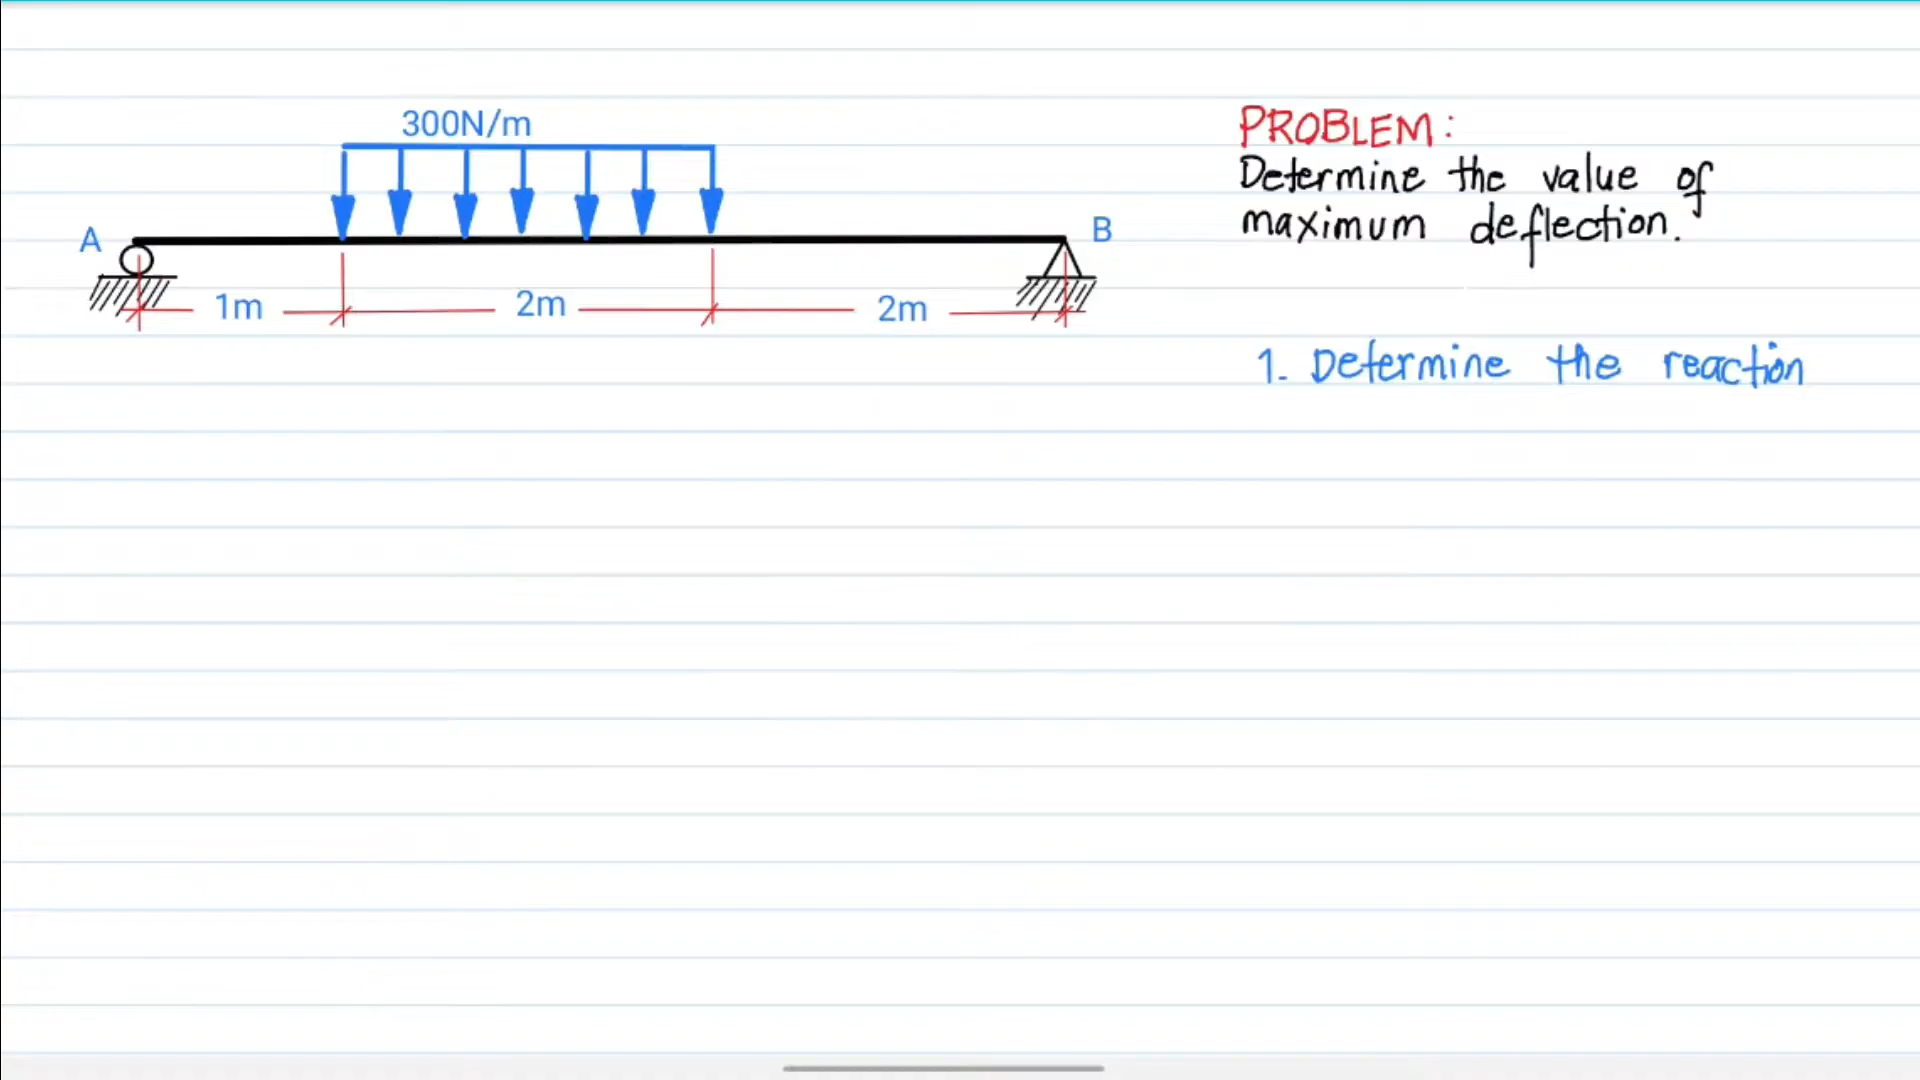 300N/m
A
B
1m
2m
2m
PROBLEM:
Determine the value of
maximum deflection.
1. Determine the reaction